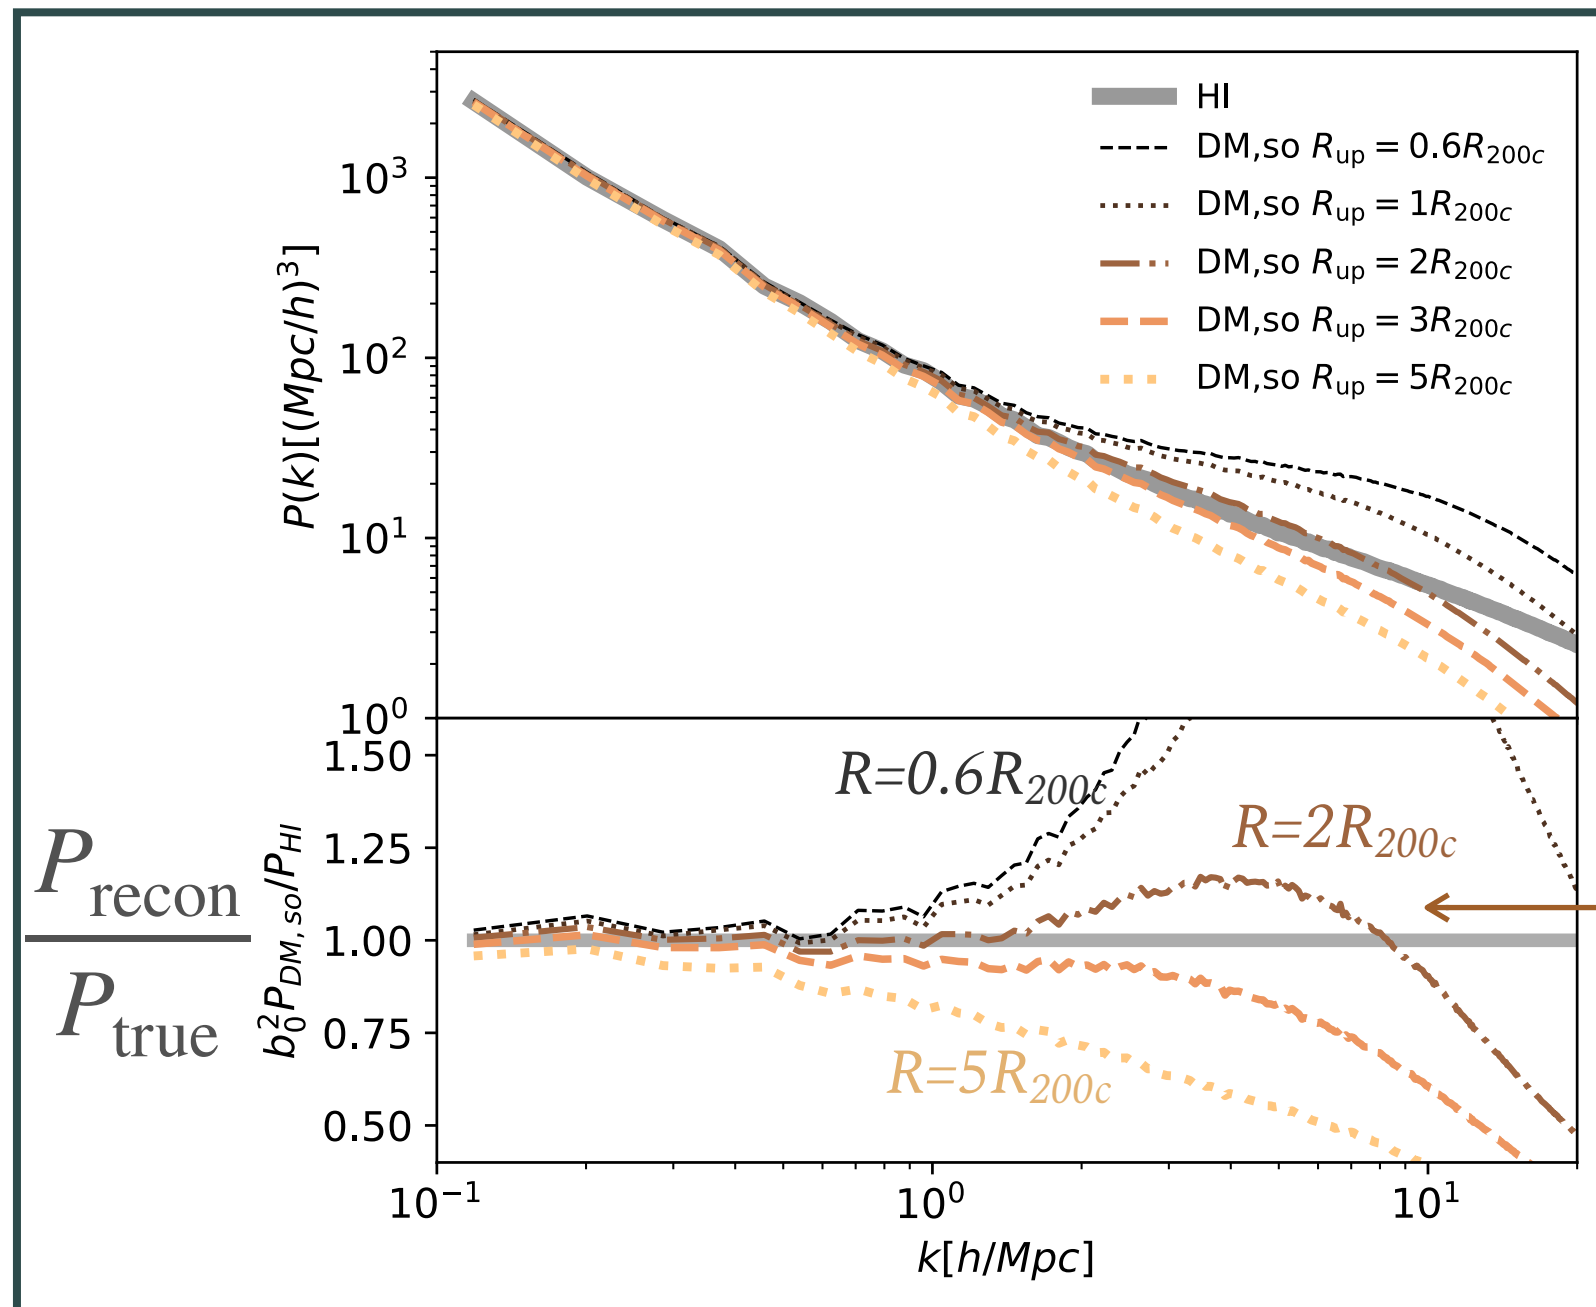 HI
DM,so R_up = 0.6R_200c
DM,so R_up = 1R_200c
DM,so R_up = 2R_200c
DM,so R_up = 3R_200c
DM,so R_up = 5R_200c
P(k)[(Mpc/h)^3]
10^3
10^2
10^1
10^0
P_recon
P_true
b_0^2 P_DM,so/P_HI
1.50
1.25
1.00
0.75
0.50
R=0.6R_200c
R=2R_200c
R=5R_200c
10^−1
10^0
10^1
k[h/Mpc]